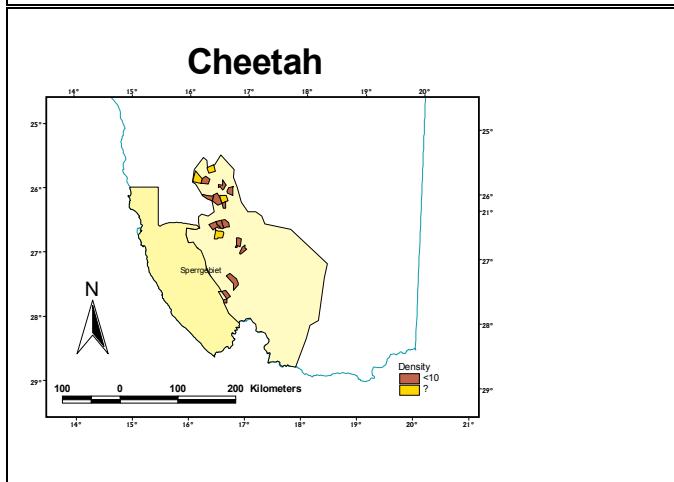 Cheetah
14° 15° 16° 17° 18° 19° 20°
25° 25°
26° 26°
21°
27° 27°
Sperrgebiet
N
28° 28°
Density
<10
?
29° 29°
100 0 100 200 Kilometers
14° 15° 16° 17° 18° 19° 20° 21°